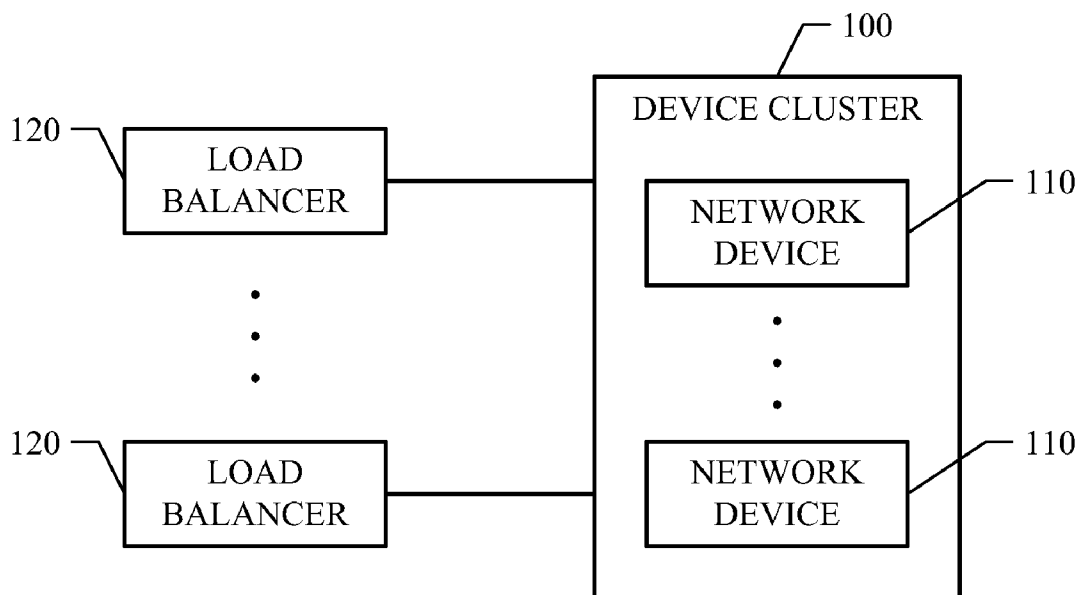 100
DEVICE CLUSTER
120
LOAD
BALANCER
NETWORK
DEVICE
110
120
LOAD
BALANCER
NETWORK
DEVICE
110